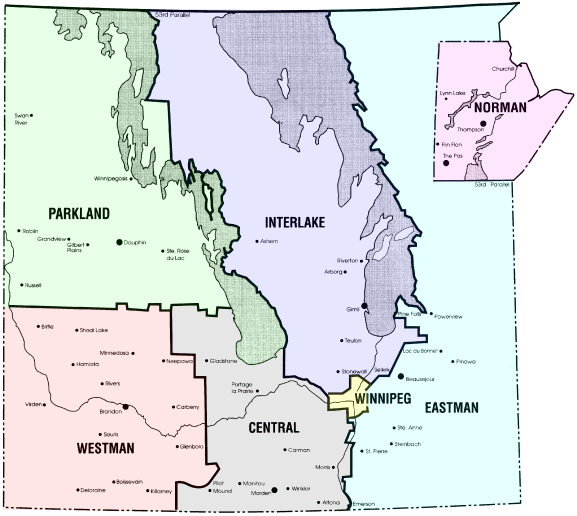 53rd Parallel
Churchill
Lynn Lake
NORMAN
Thompson
Flin Flon
The Pas
53rd Parallel
Swan
River
Winnipegosis
PARKLAND
Roblin
Grandview
Gilbert
Plains
Dauphin
Ste. Rose
du Lac
Russell
INTERLAKE
Ashern
Riverton
Arborg
Gimli
Teulon
Stonewall
Selkirk
Pine Falls
Powerview
Lac du Bonnet
Pinawa
Beausejour
WINNIPEG
EASTMAN
Ste. Anne
Steinbach
St. Pierre
Emerson
Birtle
Shoal Lake
Minnedosa
Hamiota
Neepawa
Rivers
Virden
Brandon
Carberry
Souris
WESTMAN
Glenboro
Boissevain
Deloraine
Killarney
Gladstone
Portage
la Prairie
CENTRAL
Carman
Morris
Pilot
Mound
Manitou
Morden
Winkler
Altona